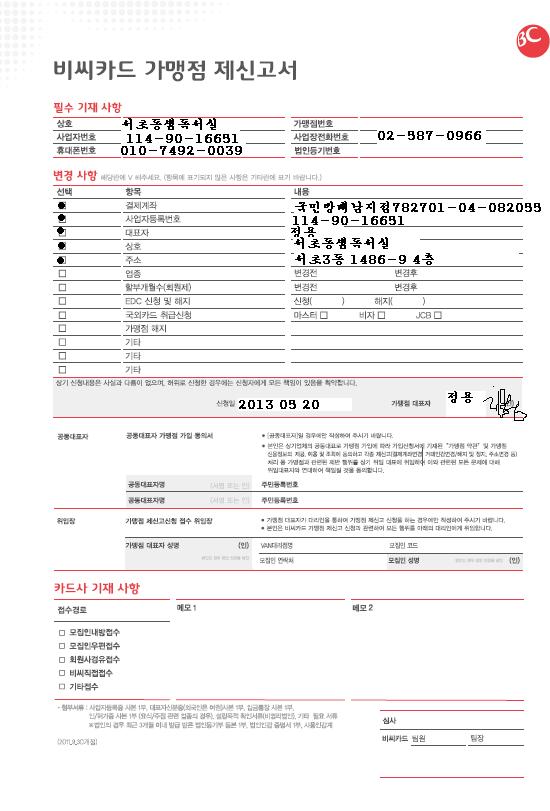 BC
비씨카드 가맹점 제신고서
필수 기재 사항
상호 서초동샘독서실 가맹점번호
사업자번호 114-90-16651 사업장전화번호 02-587-0966
휴대폰번호 010-7492-0039 법인등기번호
변경 사항 해당란에 V 해주세요. (항목에 표기되지 않은 사항은 기타란에 표기 바랍니다.)
선택 항목 내용
결제계좌 국민방배남지점782701-04-082055
사업자등록번호 114-90-16651
대표자 정용
상호 서초동샘독서실
주소 서초3동 1486-9 4층
업종 변경전 변경후
할부개월수(회원제) 변경전 변경후
EDC 신청 및 해지 신청( ) 해지( )
국외카드 취급신청 마스터 □ 비자 □ JCB □
가맹점 해지
기타
기타
기타
상기 신청내용은 사실과 다름이 없으며, 허위로 신청한 경우에는 신청자에게 모든 책임이 있음을 확약합니다.
신청일 2013 05 20 가맹점 대표자 정용
공동대표자 공동대표자 가맹점 가입 동의서 • [공동대표자]일 경우에만 작성하여 주시기 바랍니다.
• 본인은 상기업체의 공동대표자로 가맹점 가입에 따라 가입신청서에 기재된 "가맹점 약관" 및 가맹점
신용정보의 제공, 취출 및 조회에 동의하고 각종 제신고(결제계좌변경, 거래인감변경/해지 및 정지, 주소변경 등)
처리 등 가맹점과 관련된 제반 행위를 상기 위임 대표에 위임하며 이와 관련된 모든 문제에 대해
위임대표자와 연대하여 책임질 것을 동의합니다.
공동대표자명 (서명 또는 인) 주민등록번호
공동대표자명 (서명 또는 인) 주민등록번호
위임장 가맹점 제신고신청 접수 위임장 • 가맹점 대표자가 대리인을 통하여 가맹점 제신고 신청을 하는 경우에만 작성하여 주시기 바랍니다.
• 본인은 비씨카드 가맹점 제신고 신청과 관련하여 모든 행위를 아래의 대리인에게 위임합니다.
가맹점 대표자 성명 (인) VAN대리점명 모집인 코드
모집인 연락처 모집인 성명 (인)
카드사 기재 사항
접수경로 메모 1 메모 2
□ 모집인내방접수
□ 모집인우편접수
□ 회원사경유접수
□ 비씨직접접수
□ 기타접수
• 첨부서류 : 사업자등록증 사본 1부, 대표자신분증(외국인은 여권)사본 1부, 입금통장 사본 1부,
인/허가증 사본 1부 (유흥/주점 관련 업종의 경우), 설립목적 확인서류(비영리법인), 기타 필요 서류
※법인의 경우 최근 3개월 이내 발급 받은 법인등기부 등본 1부, 법인인감 증명서 1부, 사용인감계
심사
비씨카드 팀원 팀장